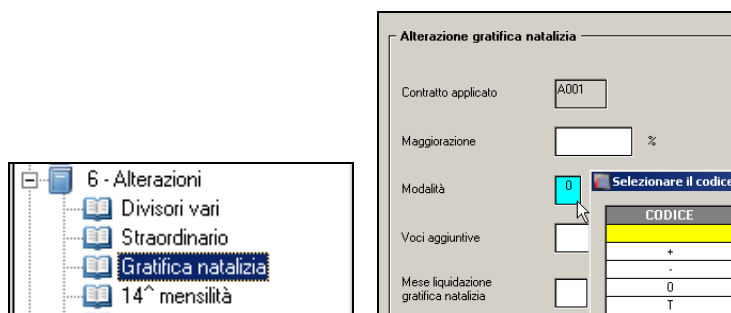 6 - Alterazioni
Divisori vari
Straordinario
Gratifica natalizia
14^ mensilità
Alterazione gratifica natalizia
Contratto applicato A001
Maggiorazione %
Modalità 0 Selezionare il codice
CODICE
+
-
Voci aggiuntive
0
Mese liquidazione
gratifica natalizia
T